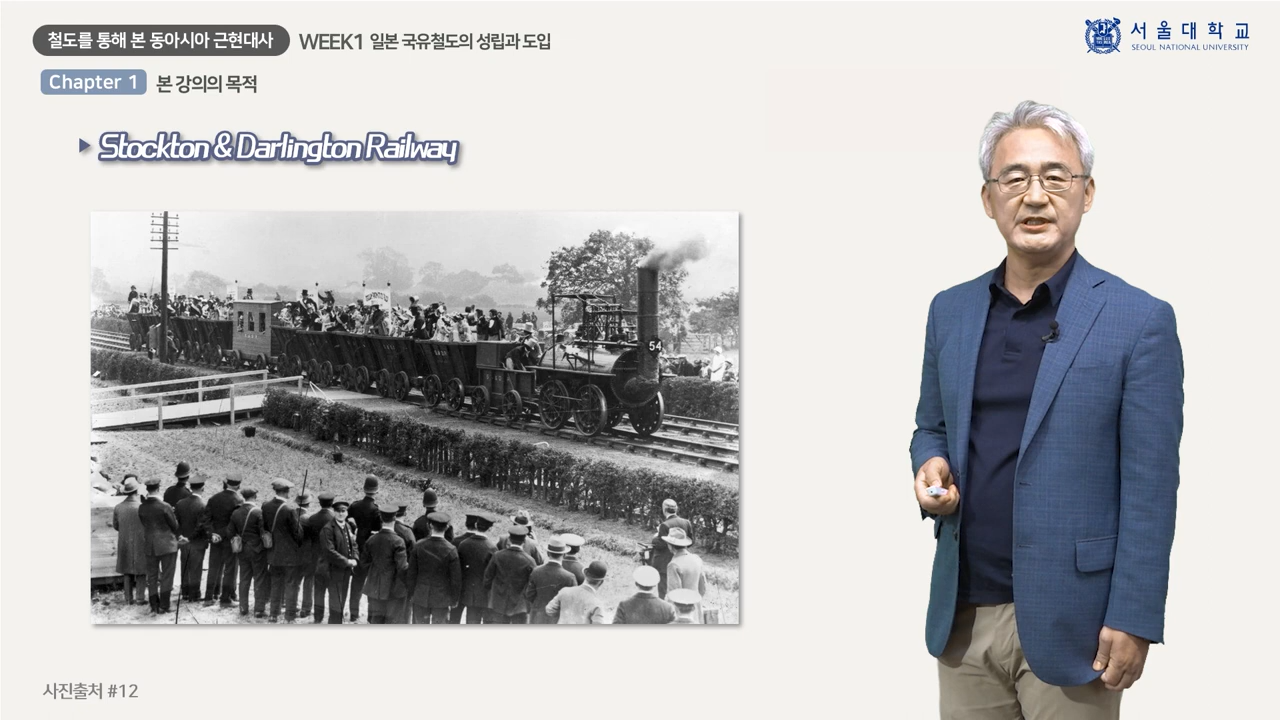 철도를 통해 본 동아시아 근현대사 WEEK1 일본 국유철도의 성립과 도입
서울대학교
SEOUL NATIONAL UNIVERSITY
Chapter 1 본 강의의 목적
Stockton & Darlington Railway
54
사진출처 #12